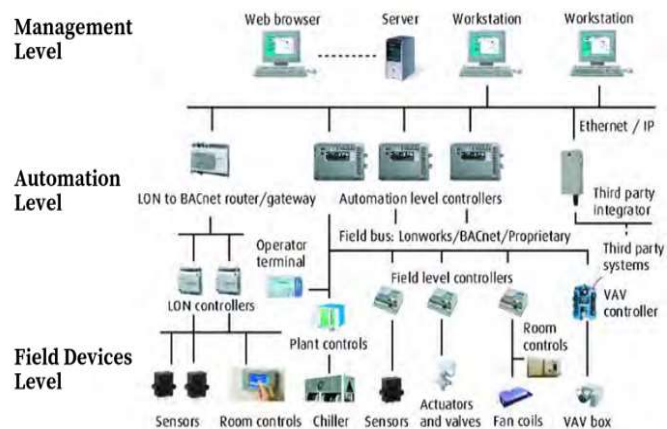 Management
Level
Web browser
Server
Workstation
Workstation
Ethernet / IP
Automation
Level
LON to BACnet router/gateway
Automation level controllers
Third party
integrator
Field bus: Lonworks/BACnet/Proprietary
Third party
systems
Operator
terminal
Field level controllers
LON controllers
VAV
controller
Plant controls
Room
controls
Field Devices
Level
Sensors
Room controls
Chiller
Sensors
Actuators
and valves
Fan coils
VAV box